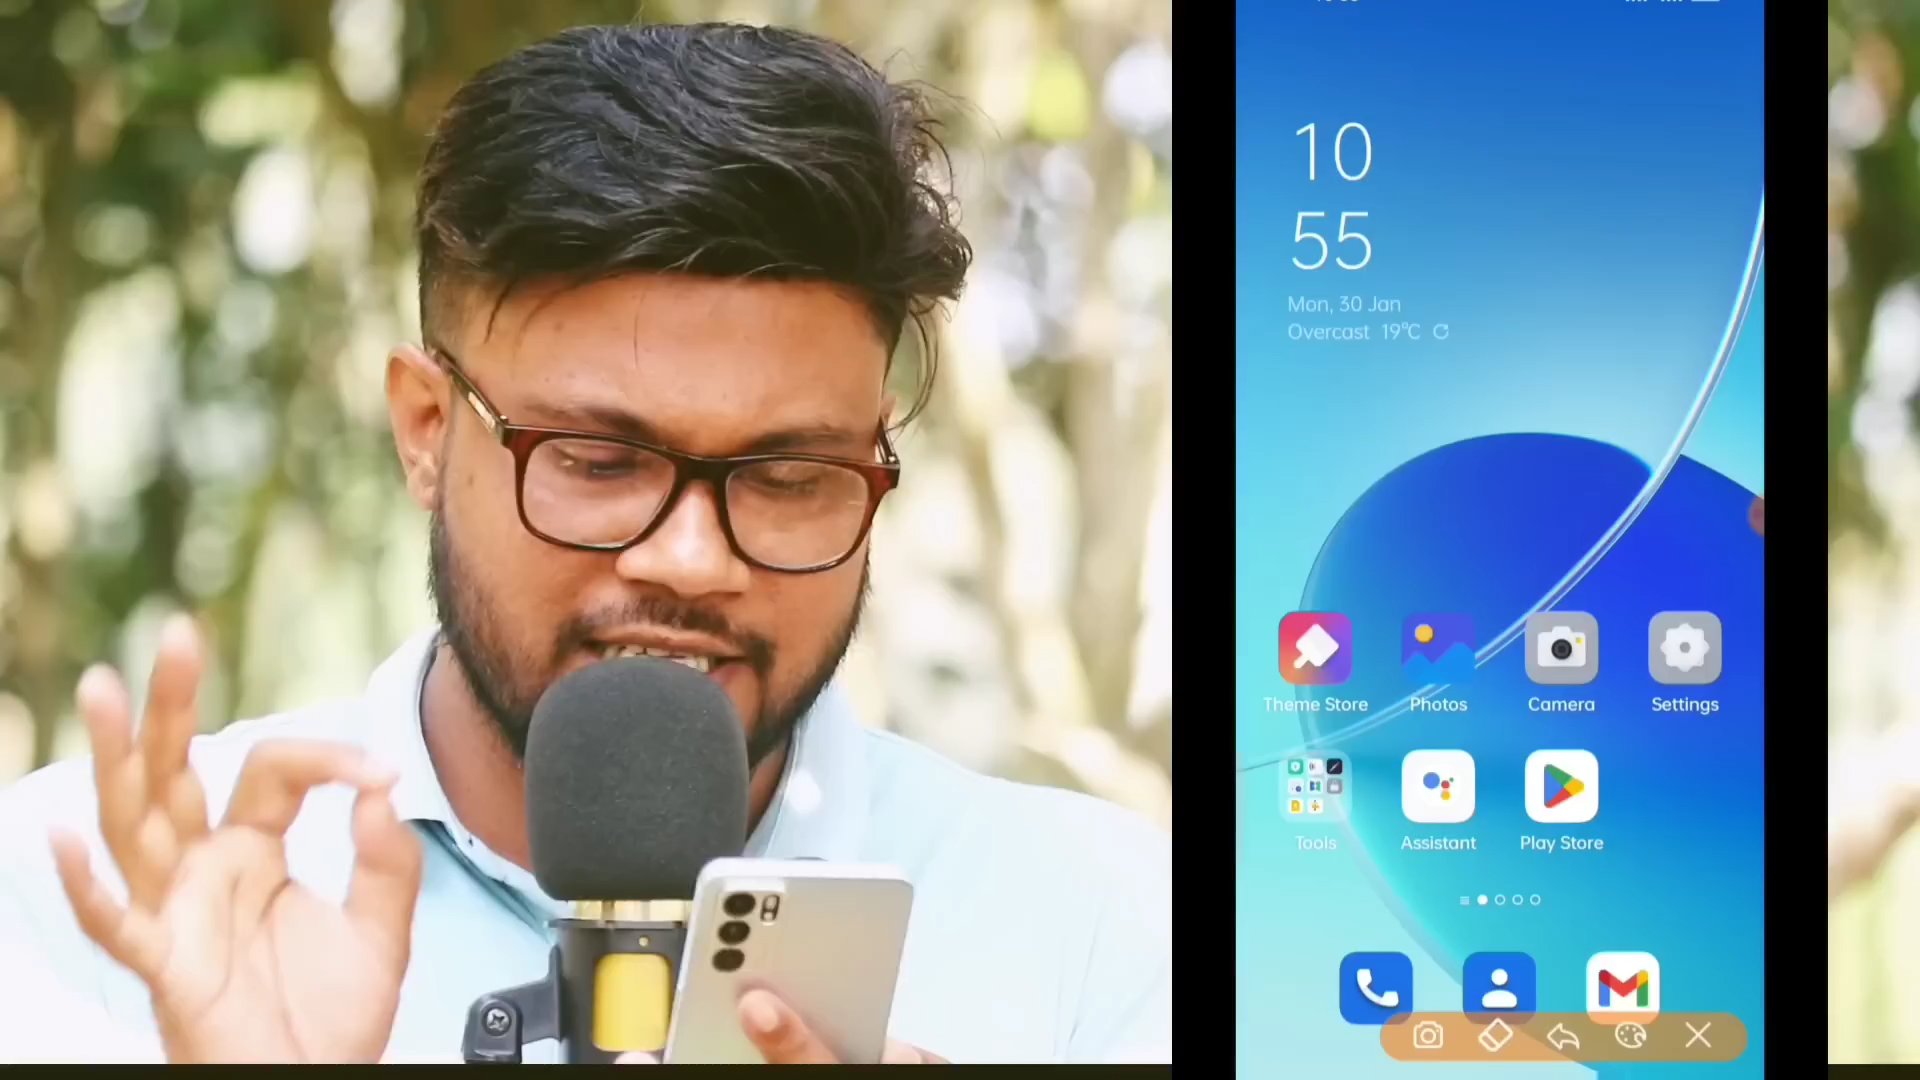 10
55
Mon, 30 Jan
Overcast 19°C
Theme Store
Photos
Camera
Settings
Tools
Assistant
Play Store